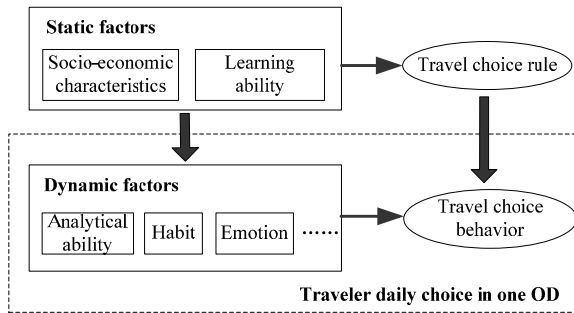 Static factors
Socio-economic
characteristics
Learning
ability
Travel choice rule
Dynamic factors
Analytical
ability
Habit
Emotion
……
Travel choice
behavior
Traveler daily choice in one OD